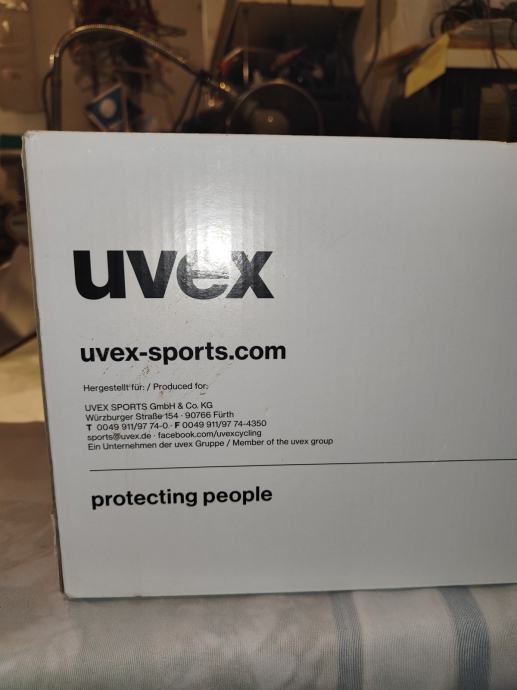 uvex
uvex-sports.com
Hergestellt für: / Produced for:
UVEX SPORTS GmbH & Co. KG
Würzburger Straße 154 · 90766 Fürth
T 0049 911/97 74-0 · F 0049 911/97 74-4350
sports@uvex.de · facebook.com/uvexcycling
Ein Unternehmen der uvex Gruppe / Member of the uvex group
protecting people